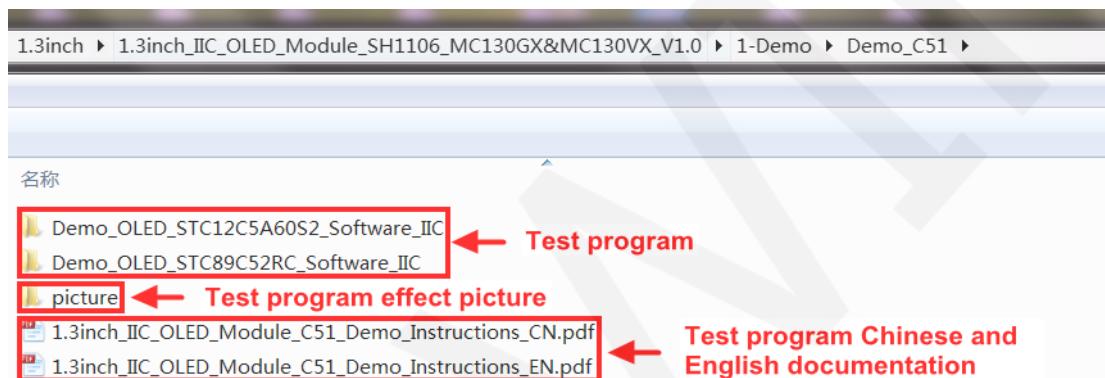 1.3inch ▸ 1.3inch_IIC_OLED_Module_SH1106_MC130GX&MC130VX_V1.0 ▸ 1-Demo ▸ Demo_C51 ▸
名称
Demo_OLED_STC12C5A60S2_Software_IIC
Test program
Demo_OLED_STC89C52RC_Software_IIC
picture
Test program effect picture
1.3inch_IIC_OLED_Module_C51_Demo_Instructions_CN.pdf
1.3inch_IIC_OLED_Module_C51_Demo_Instructions_EN.pdf
Test program Chinese and
English documentation